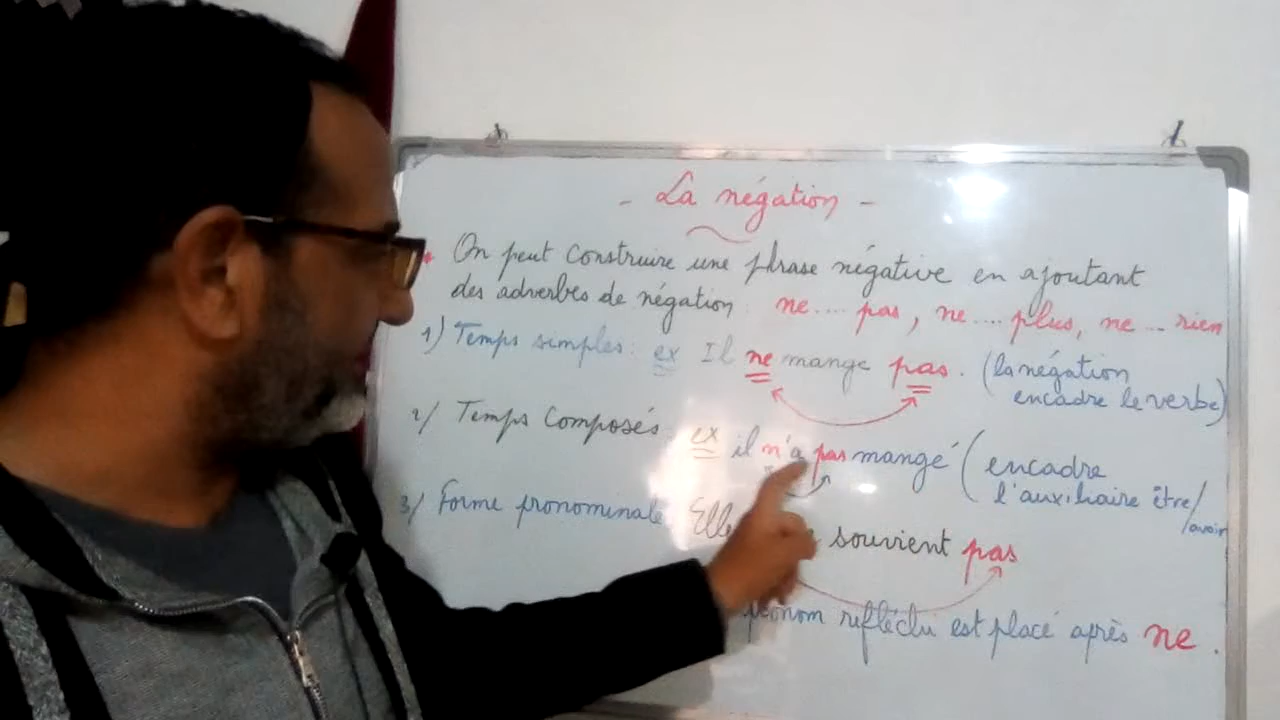 - La négation -
* On peut construire une phrase négative en ajoutant
des adverbes de négation : ne .... pas, ne .... plus, ne ... rien
1) Temps simples : ex Il ne mange pas. (la négation
encadre le verbe)
2/ Temps composés : ex il n'a pas mangé (encadre
l'auxiliaire être/
avoir
3/ Forme pronominale Elle souvient pas
pronom réfléchi est placé après ne.